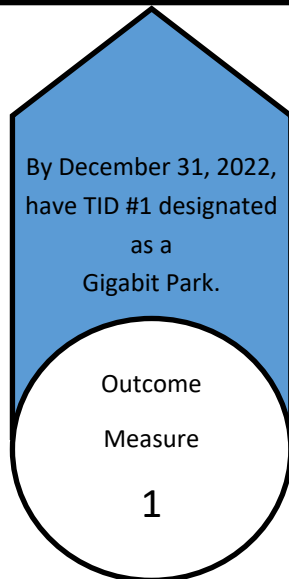 By December 31, 2022,
have TID #1 designated
as a
Gigabit Park.
Outcome
Measure
1